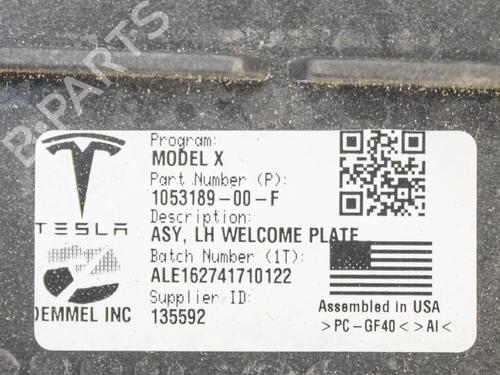 B-PARTS
Program:
MODEL X
Part Number (P):
1053189-00-F
Description:
ASY, LH WELCOME PLATE
Batch Number (1T):
ALE162741710122
Supplier ID:
135592
TESLA
DEMMEL INC
Assembled in USA
>PC-GF40< >Al<